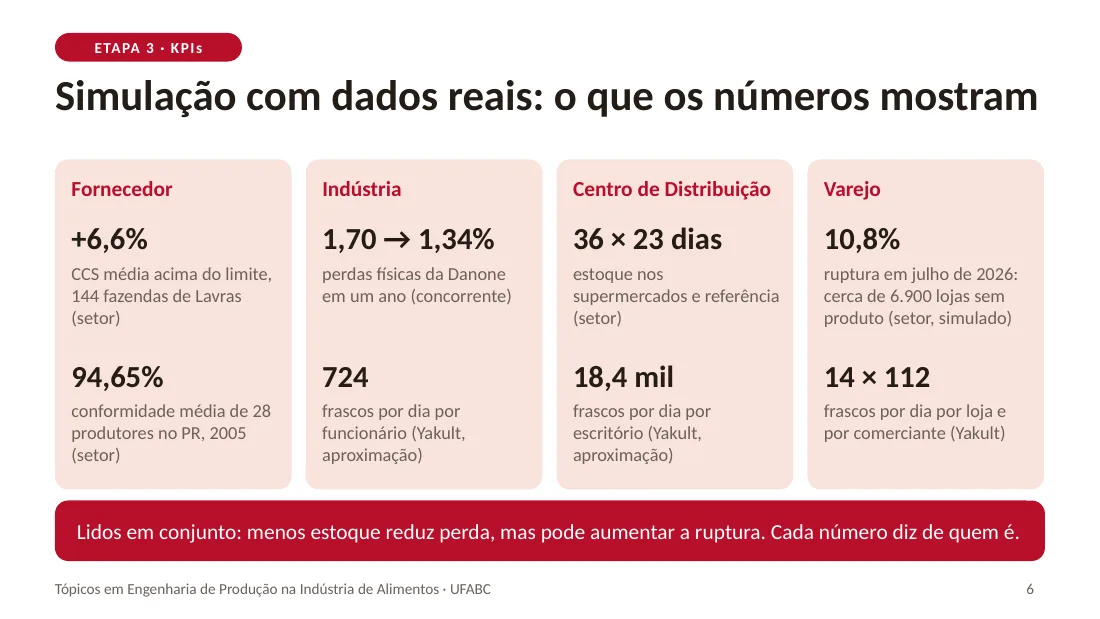 ETAPA 3 · KPIs
Simulação com dados reais: o que os números mostram
Fornecedor
+6,6%
CCS média acima do limite,
144 fazendas de Lavras
(setor)
94,65%
conformidade média de 28
produtores no PR, 2005
(setor)
Indústria
1,70 → 1,34%
perdas físicas da Danone
em um ano (concorrente)
724
frascos por dia por
funcionário (Yakult,
aproximação)
Centro de Distribuição
36 × 23 dias
estoque nos
supermercados e referência
(setor)
18,4 mil
frascos por dia por
escritório (Yakult,
aproximação)
Varejo
10,8%
ruptura em julho de 2026:
cerca de 6.900 lojas sem
produto (setor, simulado)
14 × 112
frascos por dia por loja e
por comerciante (Yakult)
Lidos em conjunto: menos estoque reduz perda, mas pode aumentar a ruptura. Cada número diz de quem é.
Tópicos em Engenharia de Produção na Indústria de Alimentos · UFABC
6